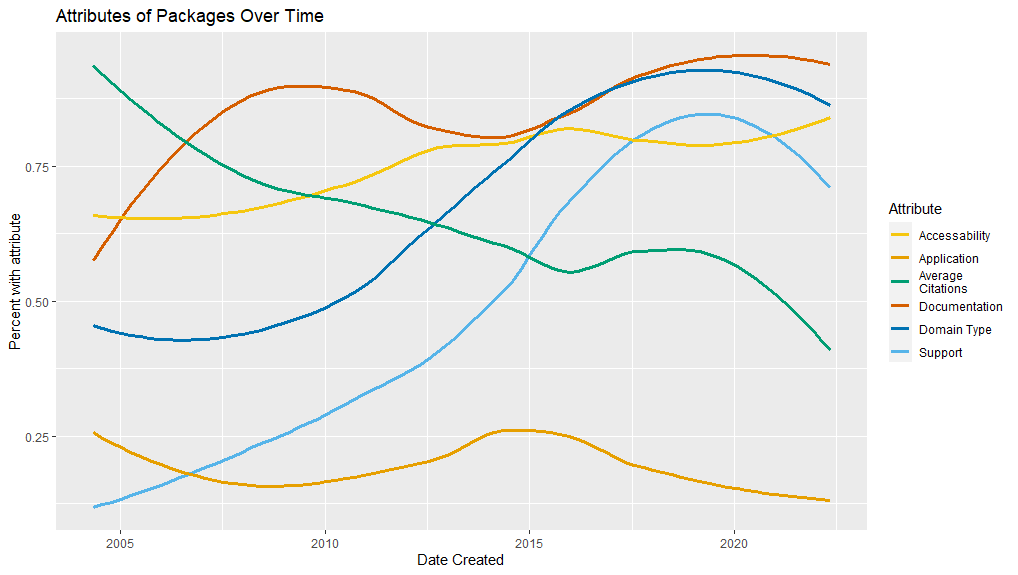 Attributes of Packages Over Time
Percent with attribute
0.75
0.50
0.25
2005
2010
2015
2020
Date Created
Attribute
Accessability
Application
Average
Citations
Documentation
Domain Type
Support